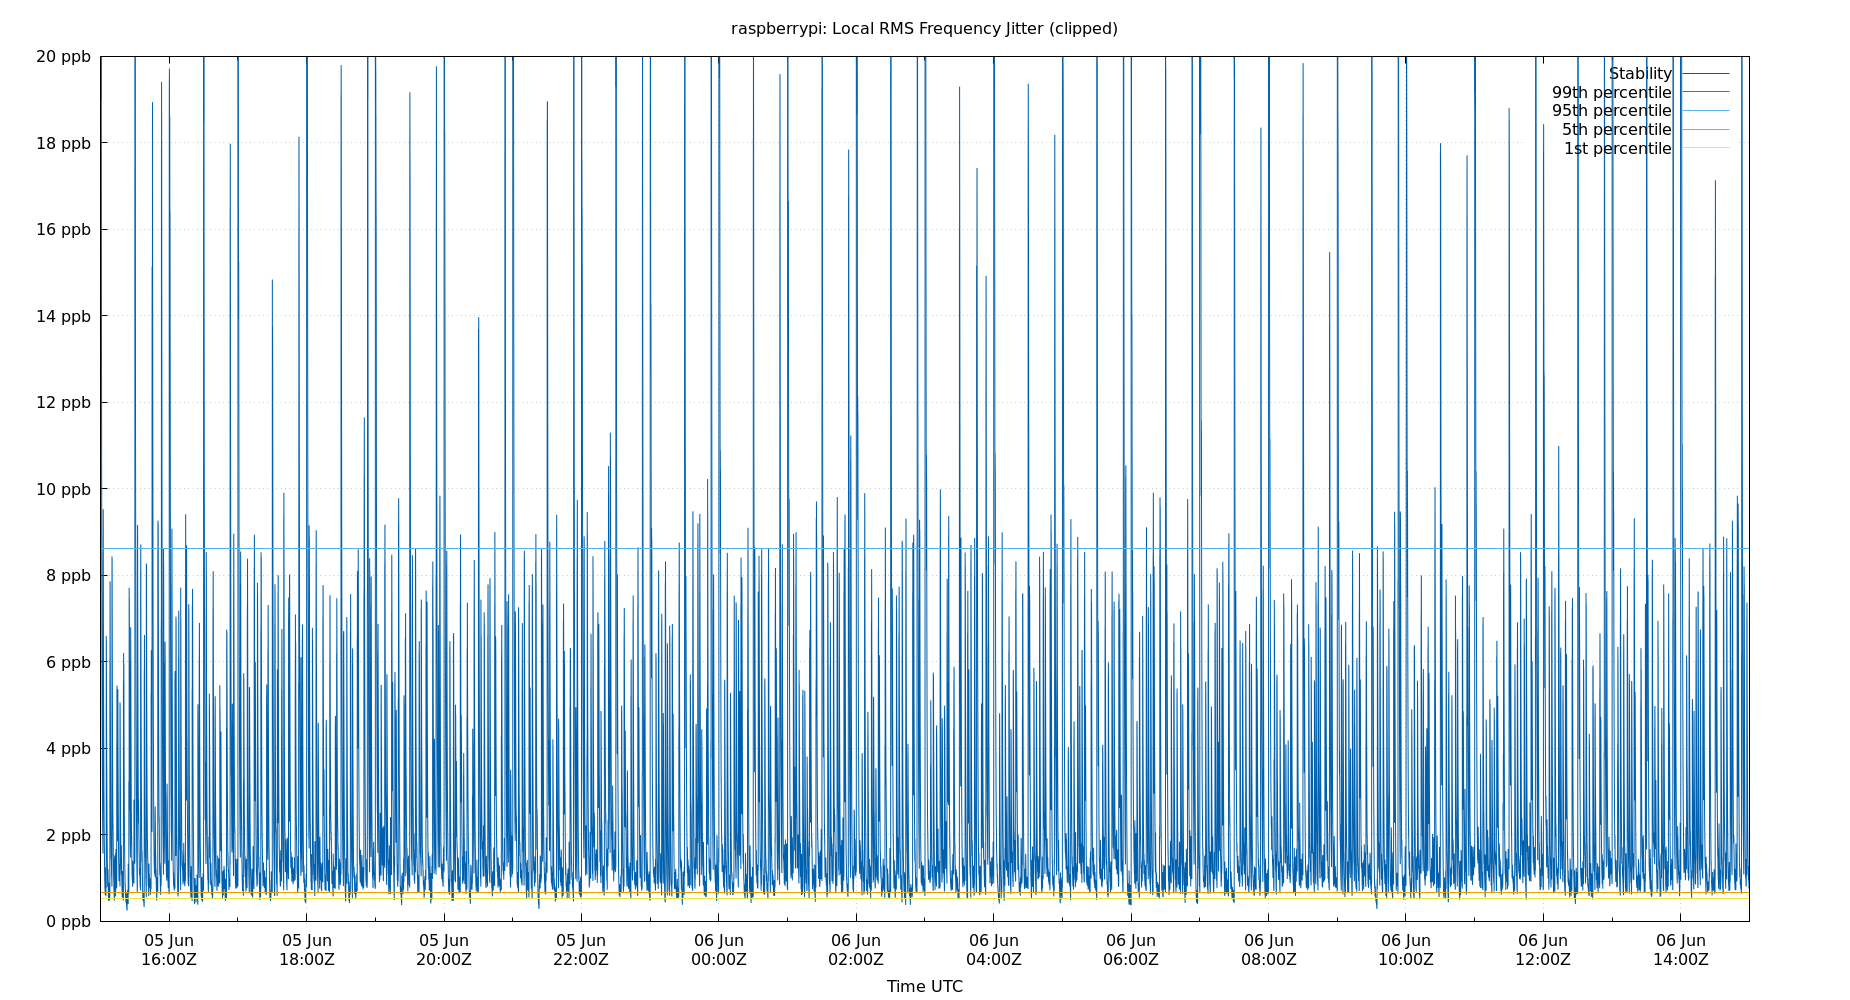 raspberrypi: Local RMS Frequency Jitter (clipped)
20 ppb
18 ppb
16 ppb
14 ppb
12 ppb
10 ppb
8 ppb
6 ppb
4 ppb
2 ppb
0 ppb
Stability
99th percentile
95th percentile
5th percentile
1st percentile
05 Jun 16:00Z
05 Jun 18:00Z
05 Jun 20:00Z
05 Jun 22:00Z
06 Jun 00:00Z
06 Jun 02:00Z
06 Jun 04:00Z
06 Jun 06:00Z
06 Jun 08:00Z
06 Jun 10:00Z
06 Jun 12:00Z
06 Jun 14:00Z
Time UTC